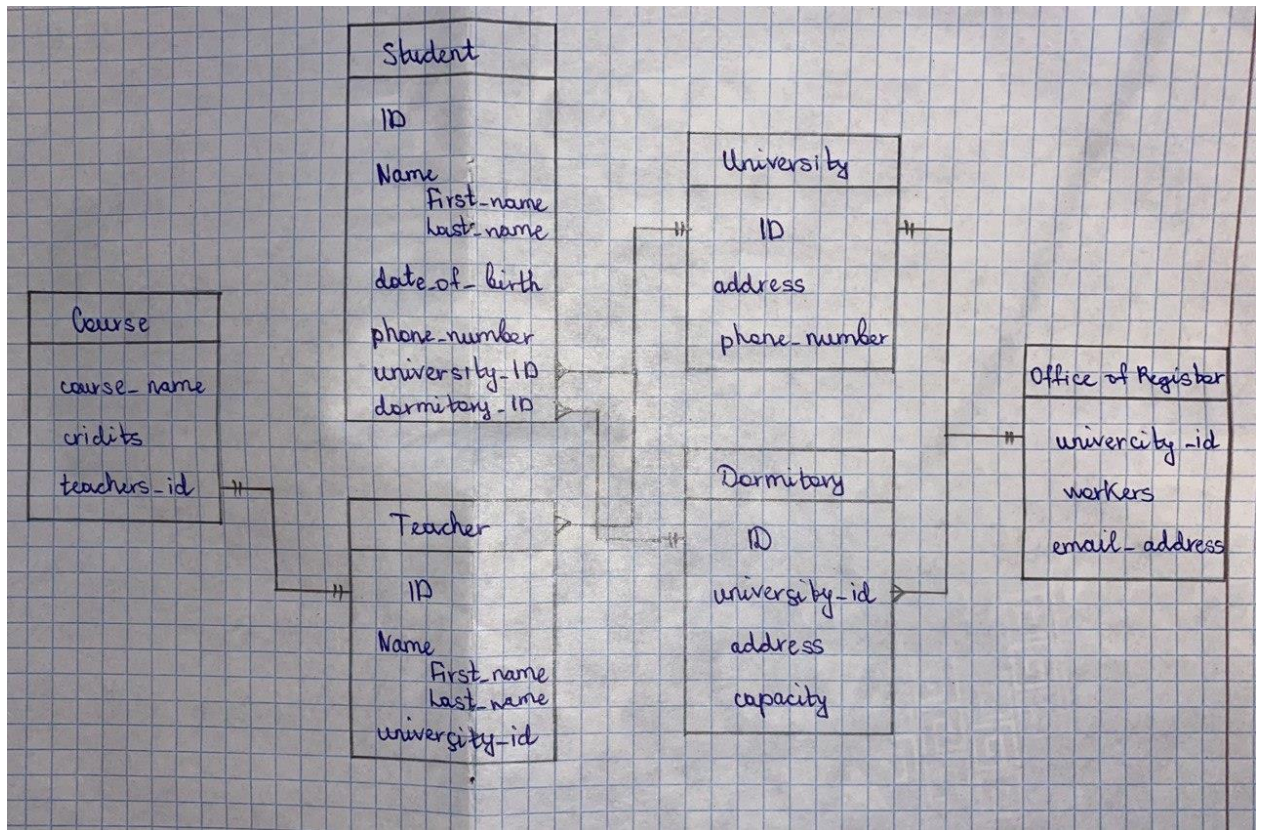 Student
ID
Name
First_name
Last_name
date_of_birth
phone_number
university_ID
dormitory_ID
University
ID
address
phone_number
Course
course_name
cridits
teachers_id
Office of Register
univercity_id
workers
email_address
Teacher
ID
Name
First_name
Last_name
university_id
Dormitory
ID
university_id
address
capacity